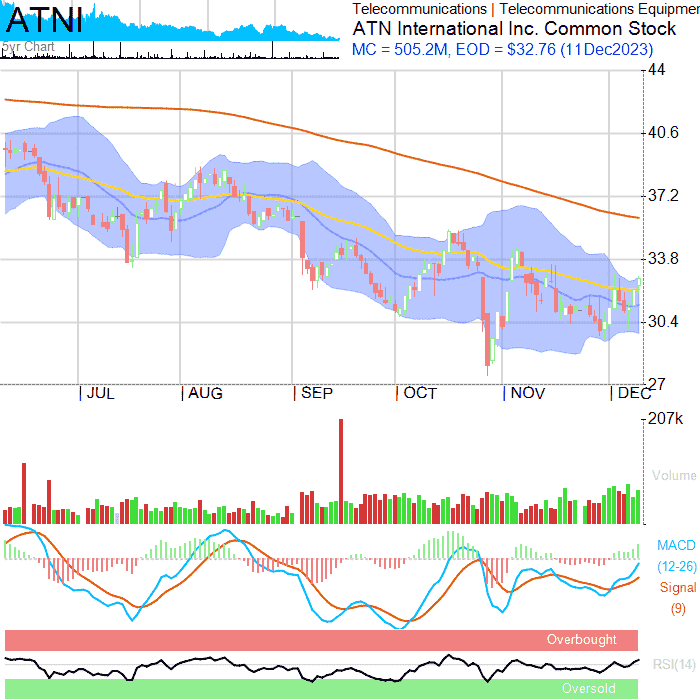 ATNI
5yr Chart
Telecommunications | Telecommunications Equipmen
ATN International Inc. Common Stock
MC = 505.2M, EOD = $32.76 (11Dec2023)
44
40.6
37.2
33.8
30.4
27
JUL AUG SEP OCT NOV DEC
207k
Volume
MACD
(12-26)
Signal
(9)
Overbought
RSI(14)
Oversold